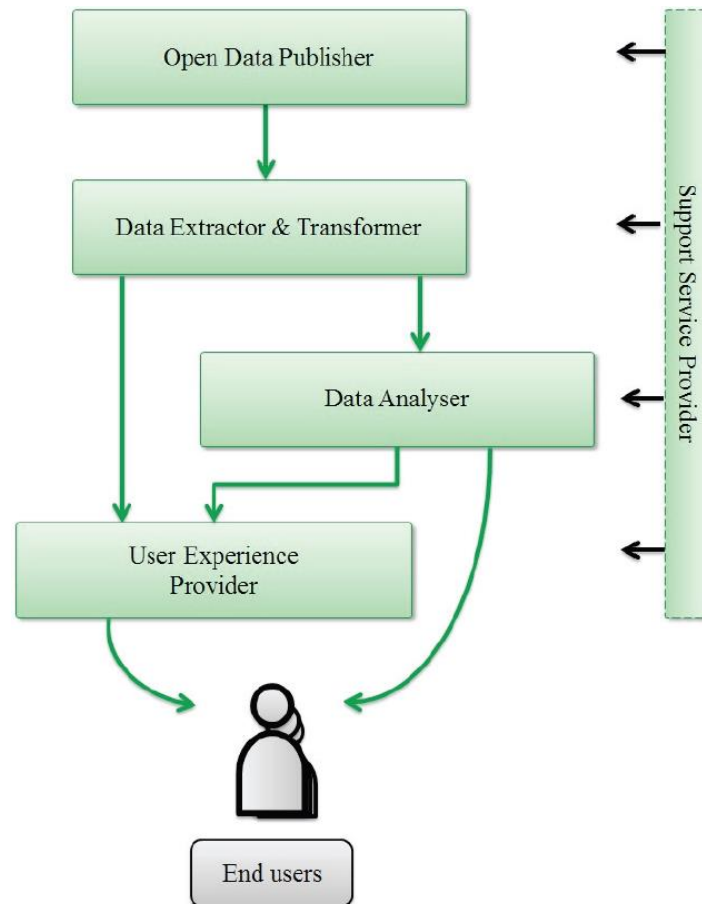 Open Data Publisher
Data Extractor & Transformer
Data Analyser
User Experience
Provider
End users
Support Service Provider